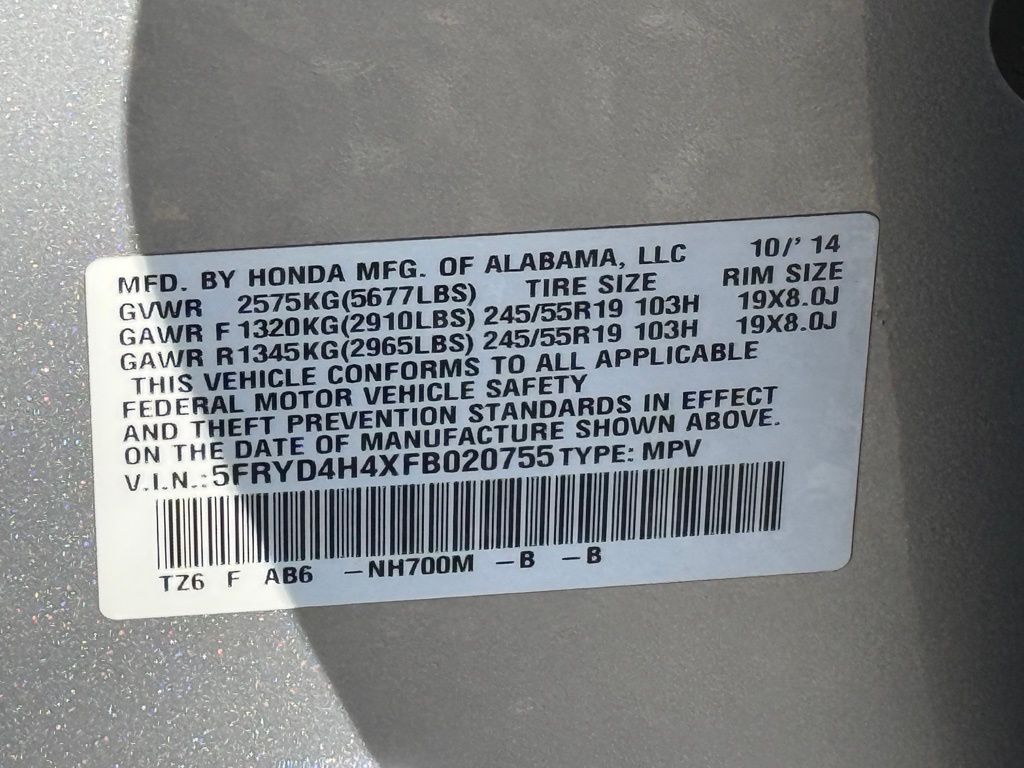 MFD. BY HONDA MFG. OF ALABAMA, LLC 10/' 14
GVWR 2575KG(5677LBS) TIRE SIZE RIM SIZE
GAWR F 1320KG(2910LBS) 245/55R19 103H 19X8.0J
GAWR R1345KG(2965LBS) 245/55R19 103H 19X8.0J
THIS VEHICLE CONFORMS TO ALL APPLICABLE
FEDERAL MOTOR VEHICLE SAFETY
AND THEFT PREVENTION STANDARDS IN EFFECT
ON THE DATE OF MANUFACTURE SHOWN ABOVE.
V.I.N.:5FRYD4H4XFB020755 TYPE: MPV
TZ6 F AB6 –NH700M –B –B